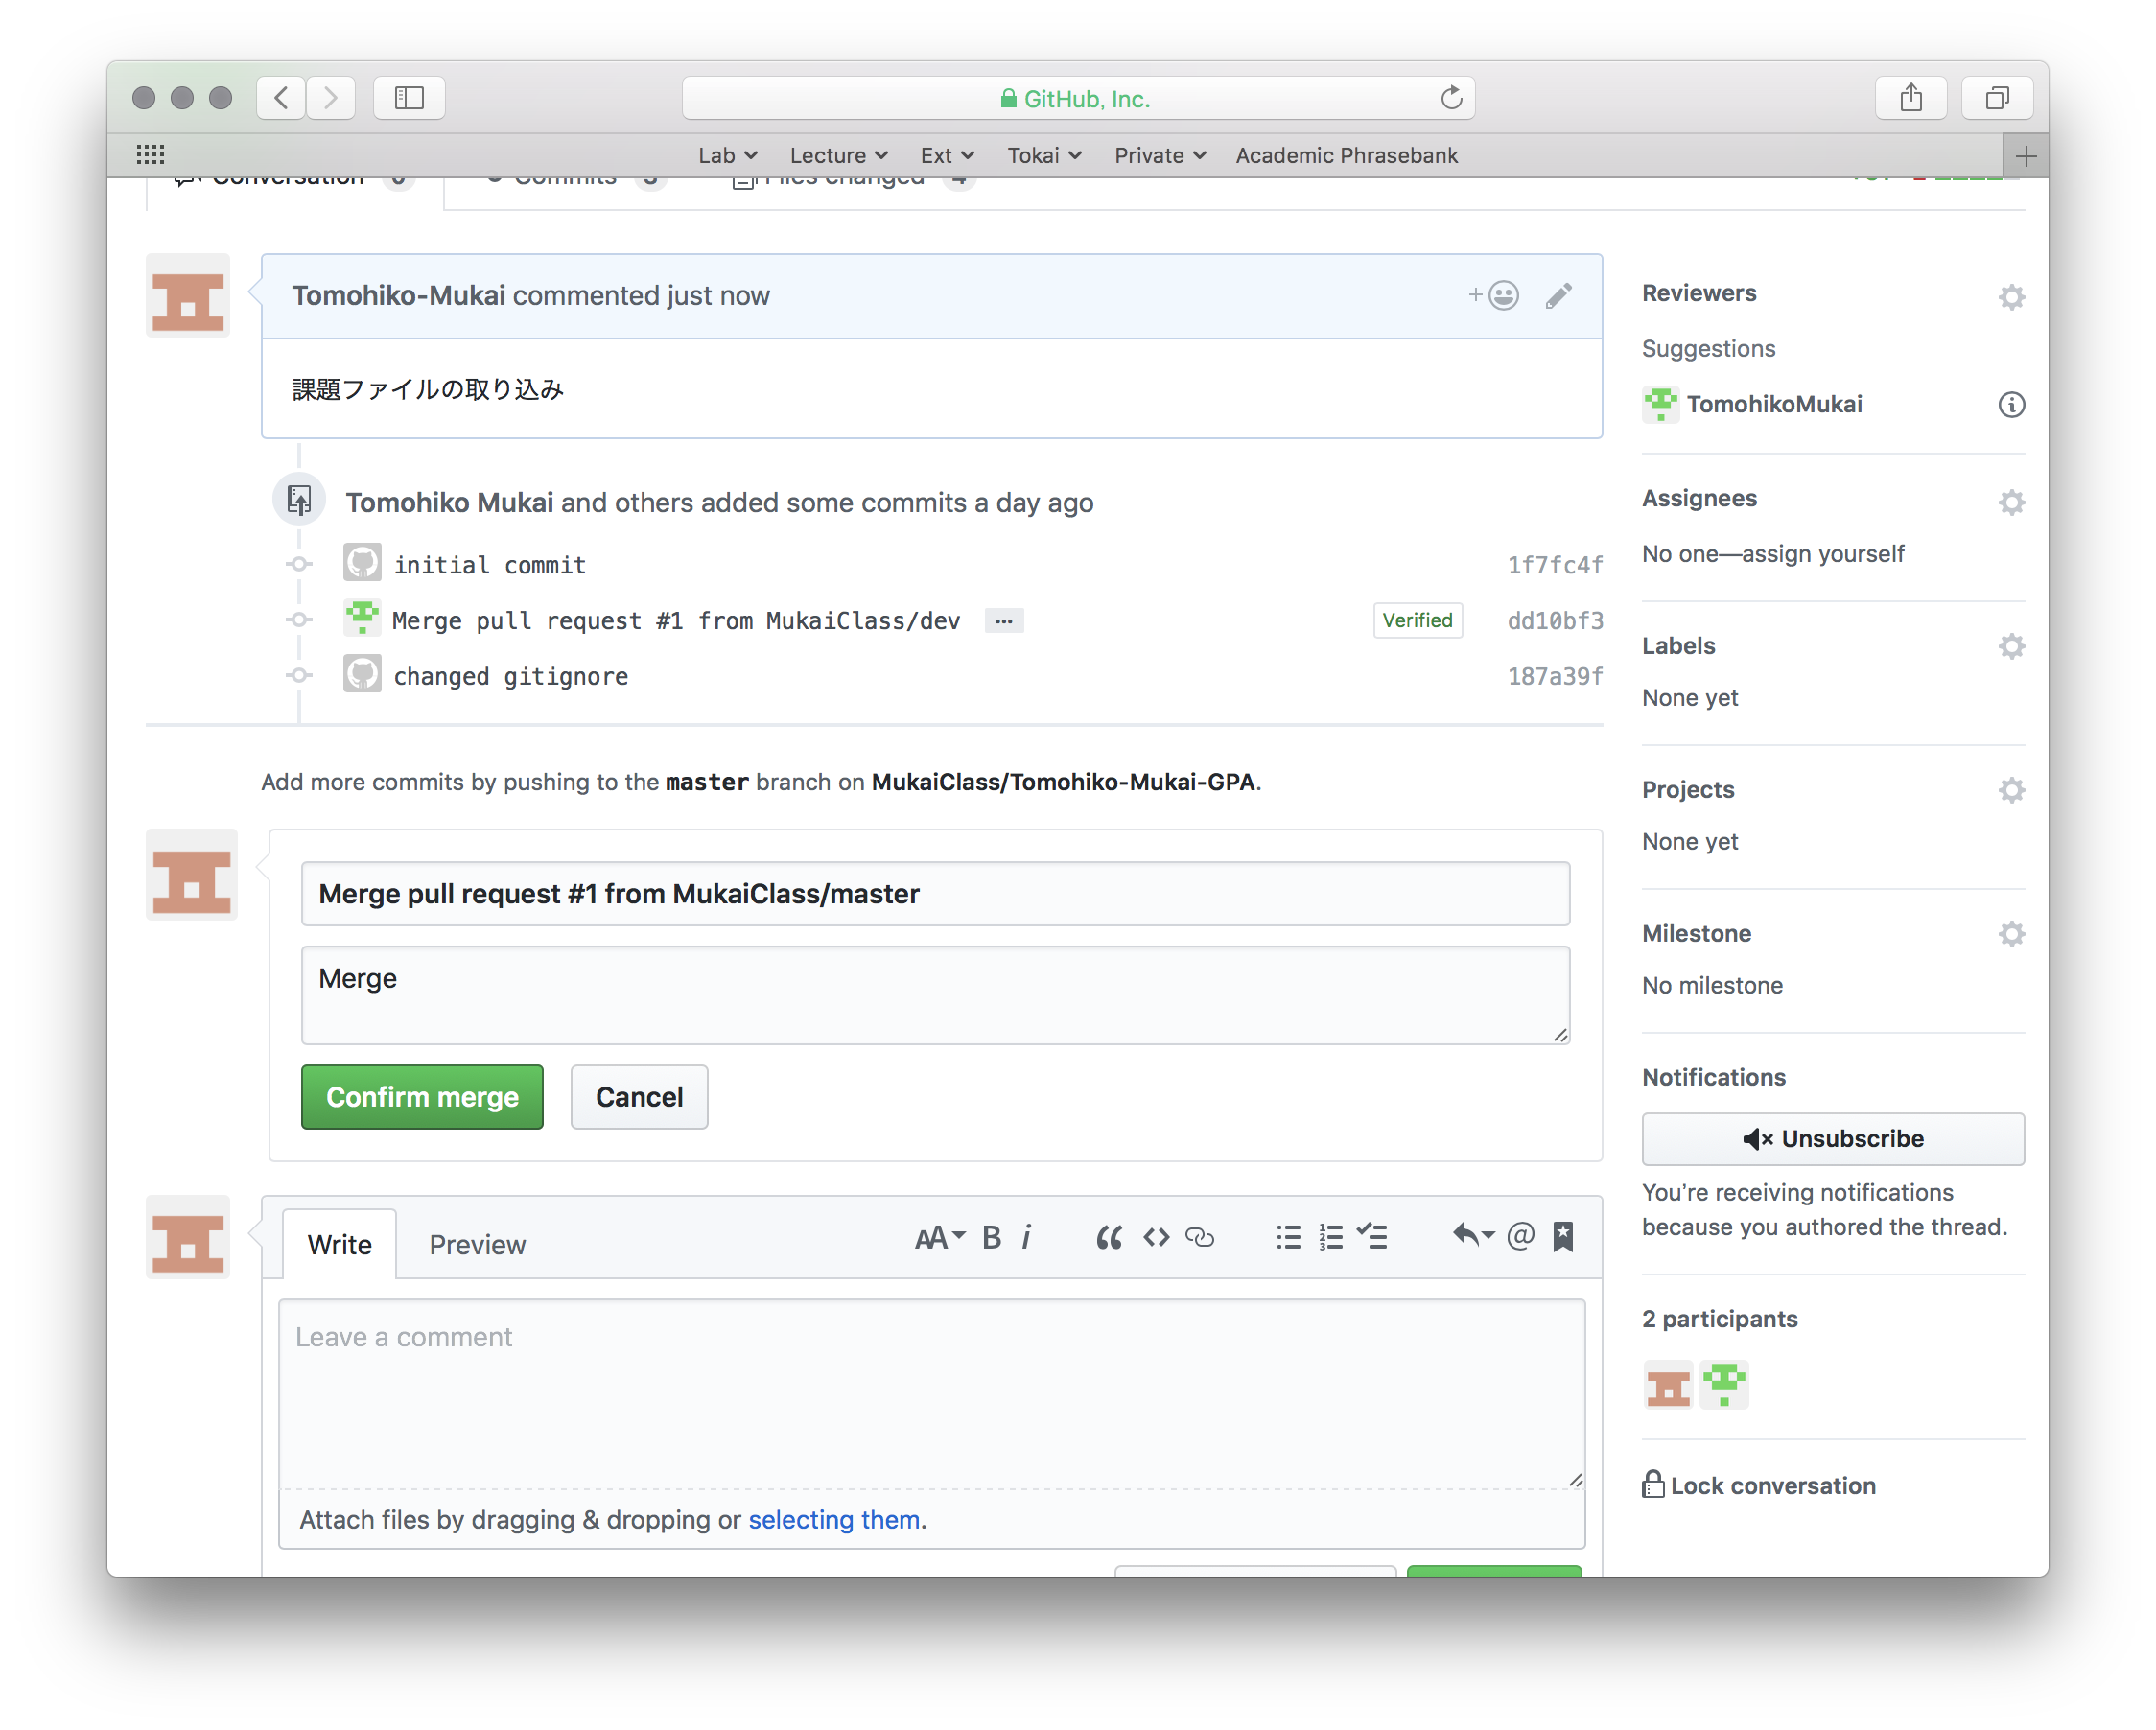 GitHub, Inc.
Lab Lecture Ext Tokai Private Academic Phrasebank
Conversation 0 Commits 3 Files changed 4
Tomohiko-Mukai commented just now
課題ファイルの取り込み
Tomohiko Mukai and others added some commits a day ago
initial commit 1f7fc4f
Merge pull request #1 from MukaiClass/dev … Verified dd10bf3
changed gitignore 187a39f
Add more commits by pushing to the master branch on MukaiClass/Tomohiko-Mukai-GPA.
Merge pull request #1 from MukaiClass/master
Merge
Confirm merge Cancel
Write Preview
Leave a comment
Attach files by dragging & dropping or selecting them.
Reviewers
Suggestions
TomohikoMukai
Assignees
No one—assign yourself
Labels
None yet
Projects
None yet
Milestone
No milestone
Notifications
Unsubscribe
You’re receiving notifications
because you authored the thread.
2 participants
Lock conversation